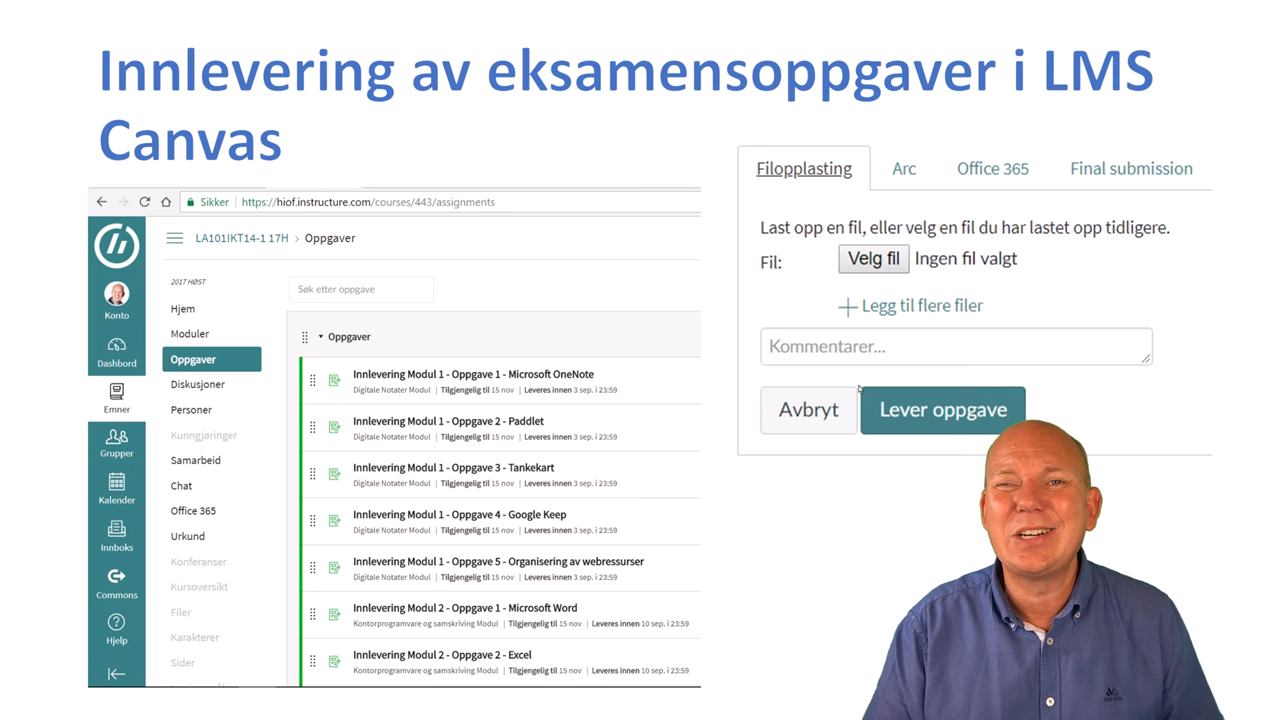 Innlevering av eksamensoppgaver i LMS
Canvas
Sikker
https://hiof.instructure.com/courses/443/assignments
LA101IKT14-1 17H > Oppgaver
Konto
Dashbord
Emner
Grupper
Kalender
Innboks
Commons
Hjelp
2017 HØST
Hjem
Moduler
Oppgaver
Diskusjoner
Personer
Kunngjøringer
Samarbeid
Chat
Office 365
Urkund
Konferanser
Kursoversikt
Filer
Karakterer
Sider
Søk etter oppgave
Oppgaver
Innlevering Modul 1 - Oppgave 1 - Microsoft OneNote
Digitale Notater Modul | Tilgjengelig til 15 nov | Leveres innen 3 sep. i 23:59
Innlevering Modul 1 - Oppgave 2 - Paddlet
Digitale Notater Modul | Tilgjengelig til 15 nov | Leveres innen 3 sep. i 23:59
Innlevering Modul 1 - Oppgave 3 - Tankekart
Digitale Notater Modul | Tilgjengelig til 15 nov | Leveres innen 3 sep. i 23:59
Innlevering Modul 1 - Oppgave 4 - Google Keep
Digitale Notater Modul | Tilgjengelig til 15 nov | Leveres innen 3 sep. i 23:59
Innlevering Modul 1 - Oppgave 5 - Organisering av webressurser
Digitale Notater Modul | Tilgjengelig til 15 nov | Leveres innen 3 sep. i 23:59
Innlevering Modul 2 - Oppgave 1 - Microsoft Word
Kontorprogramvare og samskriving Modul | Tilgjengelig til 15 nov | Leveres innen 10 sep. i 23:59
Innlevering Modul 2 - Oppgave 2 - Excel
Kontorprogramvare og samskriving Modul | Tilgjengelig til 15 nov | Leveres innen 10 sep. i 23:59
Filopplasting Arc Office 365 Final submission
Last opp en fil, eller velg en fil du har lastet opp tidligere.
Fil: Velg fil Ingen fil valgt
Legg til flere filer
Kommentarer...
Avbryt Lever oppgave